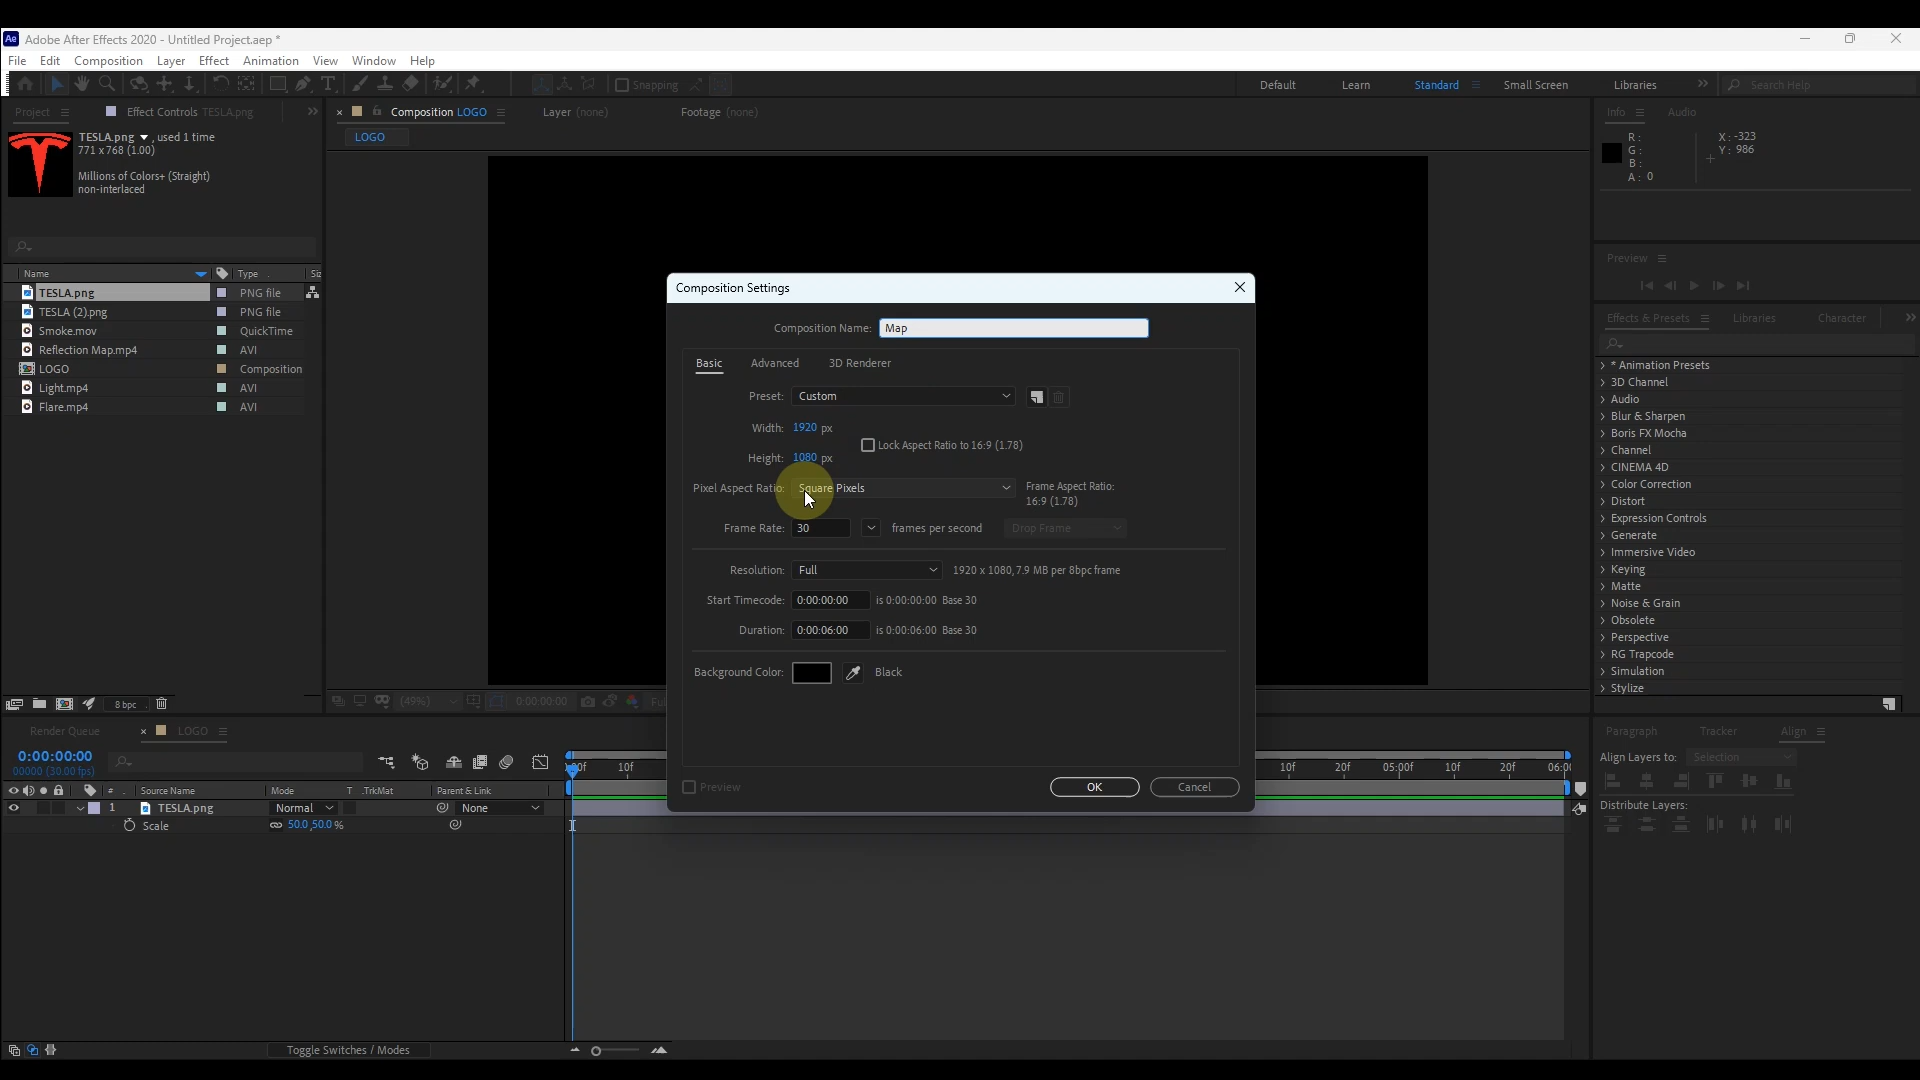 Ae Adobe After Effects 2020 - Untitled Project.aep *
File Edit Composition Layer Effect Animation View Window Help
Snapping Default Learn Standard Small Screen Libraries Search Help
Project Effect Controls TESLA.png
Composition LOGO Layer (none) Footage (none)
Info Audio
TESLA.png , used 1 time
771 x 768 (1.00)
Millions of Colors+ (Straight)
non-interlaced
LOGO
R:
G:
B:
A: 0
X: -323
Y: 986
Name Type Siz
TESLA.png PNG file
TESLA (2).png PNG file
Smoke.mov QuickTime
Reflection Map.mp4 AVI
LOGO Composition
Light.mp4 AVI
Flare.mp4 AVI
8 bpc
Composition Settings
Composition Name: Map
Basic Advanced 3D Renderer
Preset: Custom
Width: 1920 px
Lock Aspect Ratio to 16:9 (1.78)
Height: 1080 px
Pixel Aspect Ratio: Square Pixels
Frame Aspect Ratio:
16:9 (1.78)
Frame Rate: 30 frames per second Drop Frame
Resolution: Full 1920 x 1080, 7.9 MB per 8bpc frame
Start Timecode: 0:00:00:00 is 0:00:00:00 Base 30
Duration: 0:00:06:00 is 0:00:06:00 Base 30
Background Color: Black
Preview OK Cancel
(49%) 0:00:00:00
Preview
Effects & Presets Libraries Character
* Animation Presets
3D Channel
Audio
Blur & Sharpen
Boris FX Mocha
Channel
CINEMA 4D
Color Correction
Distort
Expression Controls
Generate
Immersive Video
Keying
Matte
Noise & Grain
Obsolete
Perspective
RG Trapcode
Simulation
Stylize
Render Queue LOGO
0:00:00:00
00000 (30.00 fps)
10f 10f 20f 05:00f 10f 20f
# Source Name Mode T .TrkMat Parent & Link
1 TESLA.png Normal None
Scale 50.0,50.0 %
Toggle Switches / Modes
Paragraph Tracker Align
Align Layers to: Selection
Distribute Layers: